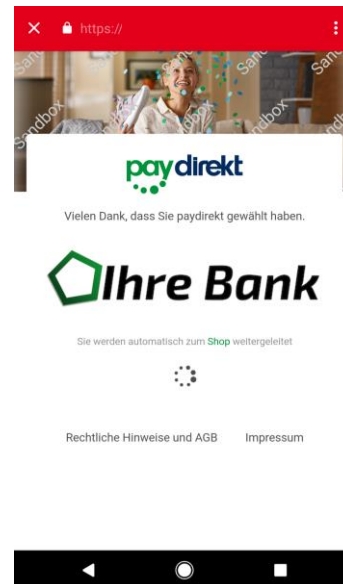 https://
Sandbox Sandbox Sandbox Sandbox Sandbox
paydirekt
Vielen Dank, dass Sie paydirekt gewählt haben.
Ihre Bank
Sie werden automatisch zum Shop weitergeleitet
Rechtliche Hinweise und AGB Impressum